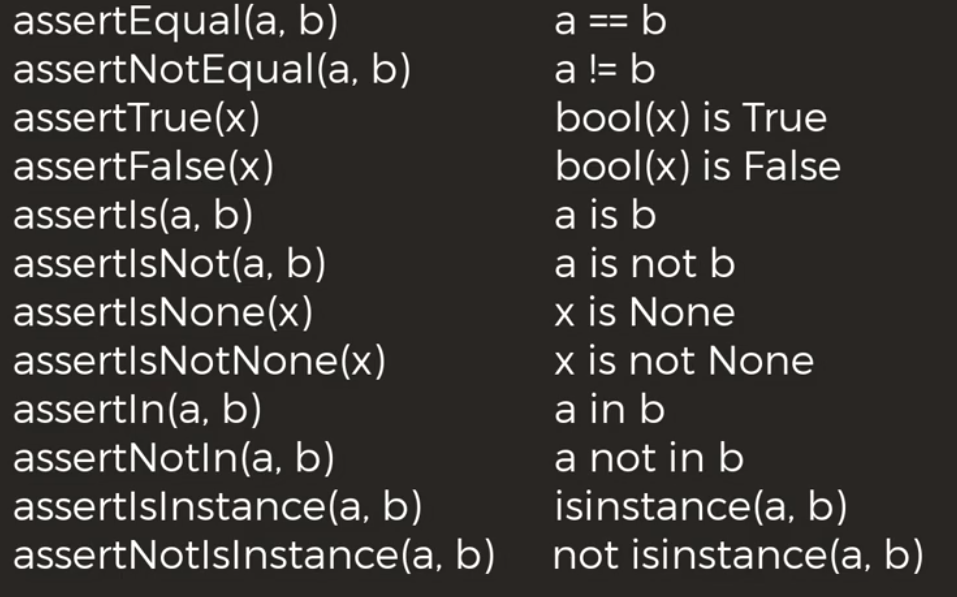 assertEqual(a, b) a == b
assertNotEqual(a, b) a != b
assertTrue(x) bool(x) is True
assertFalse(x) bool(x) is False
assertIs(a, b) a is b
assertIsNot(a, b) a is not b
assertIsNone(x) x is None
assertIsNotNone(x) x is not None
assertIn(a, b) a in b
assertNotIn(a, b) a not in b
assertIsInstance(a, b) isinstance(a, b)
assertNotIsInstance(a, b) not isinstance(a, b)